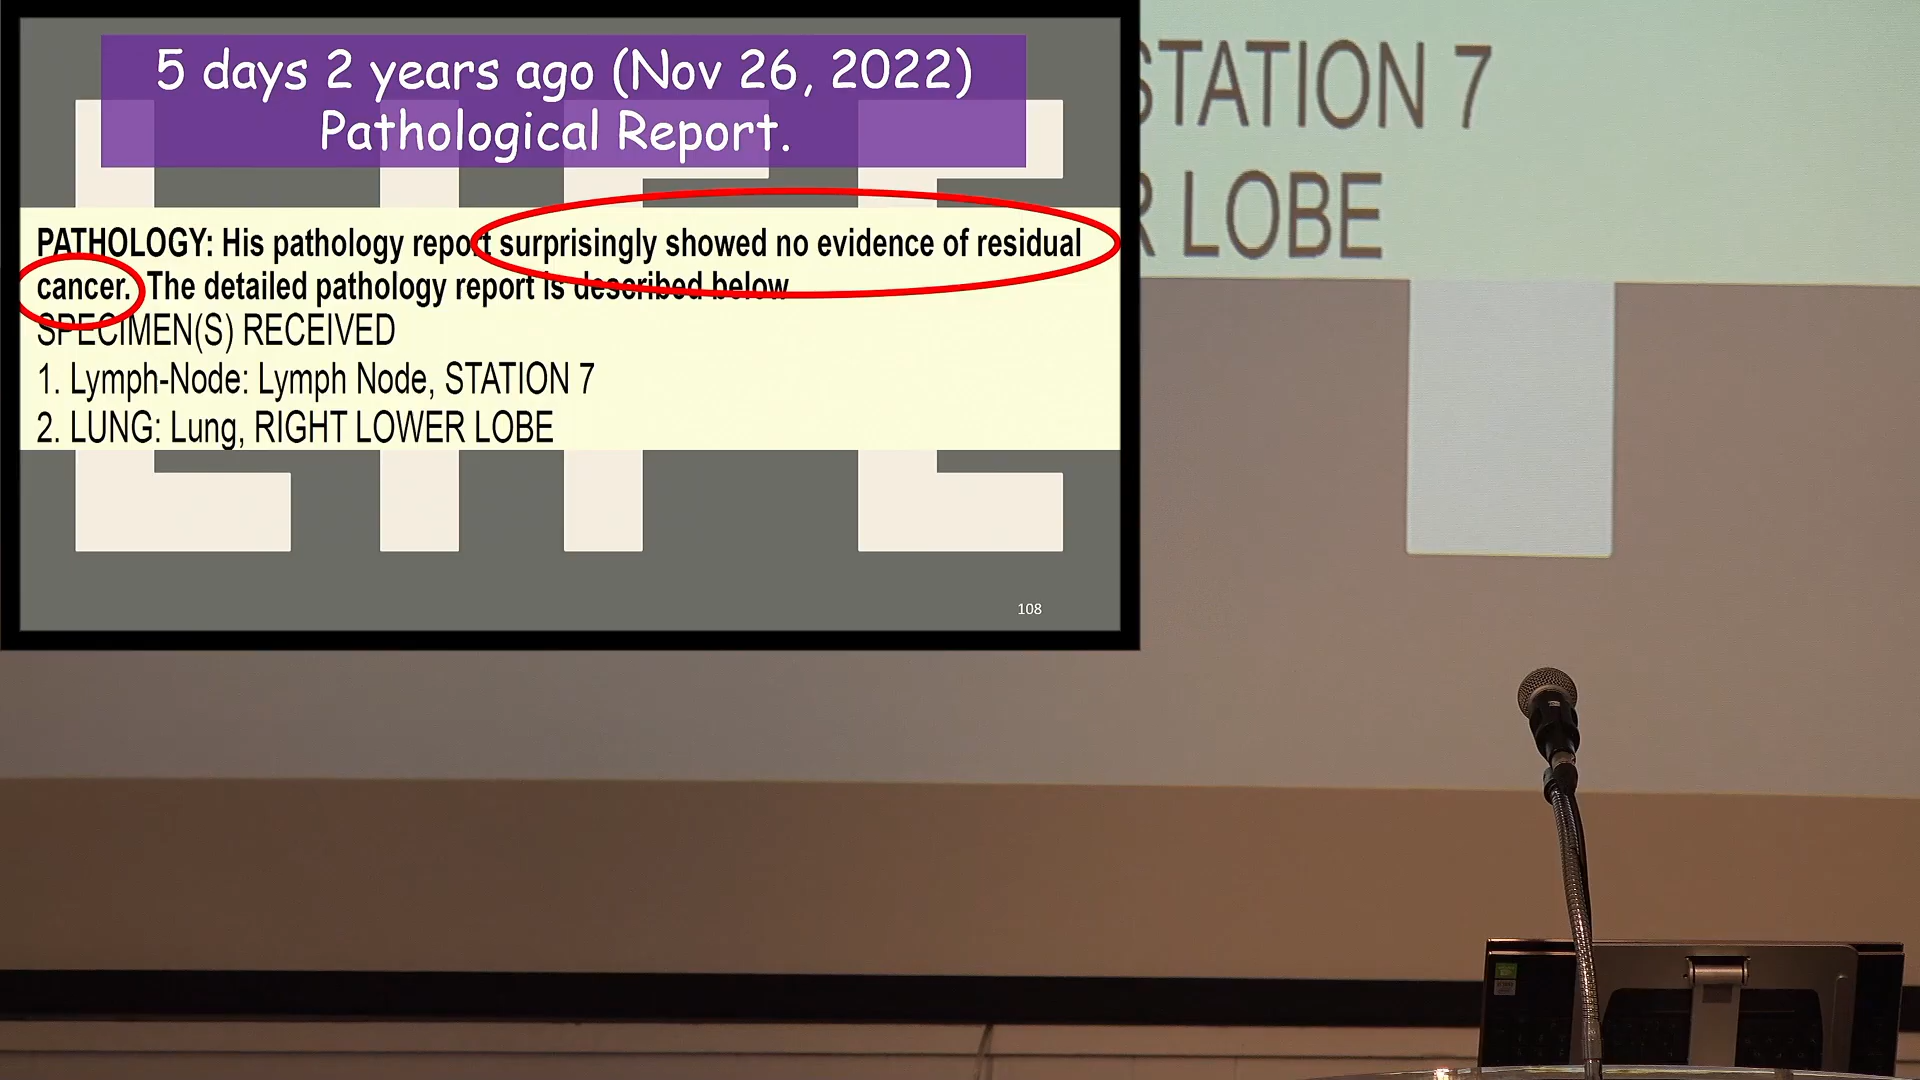 5 days 2 years ago (Nov 26, 2022)
Pathological Report.
PATHOLOGY: His pathology report surprisingly showed no evidence of residual
cancer. The detailed pathology report is described below
SPECIMEN(S) RECEIVED
1. Lymph-Node: Lymph Node, STATION 7
2. LUNG: Lung, RIGHT LOWER LOBE
LIFE
108
STATION 7
R LOBE